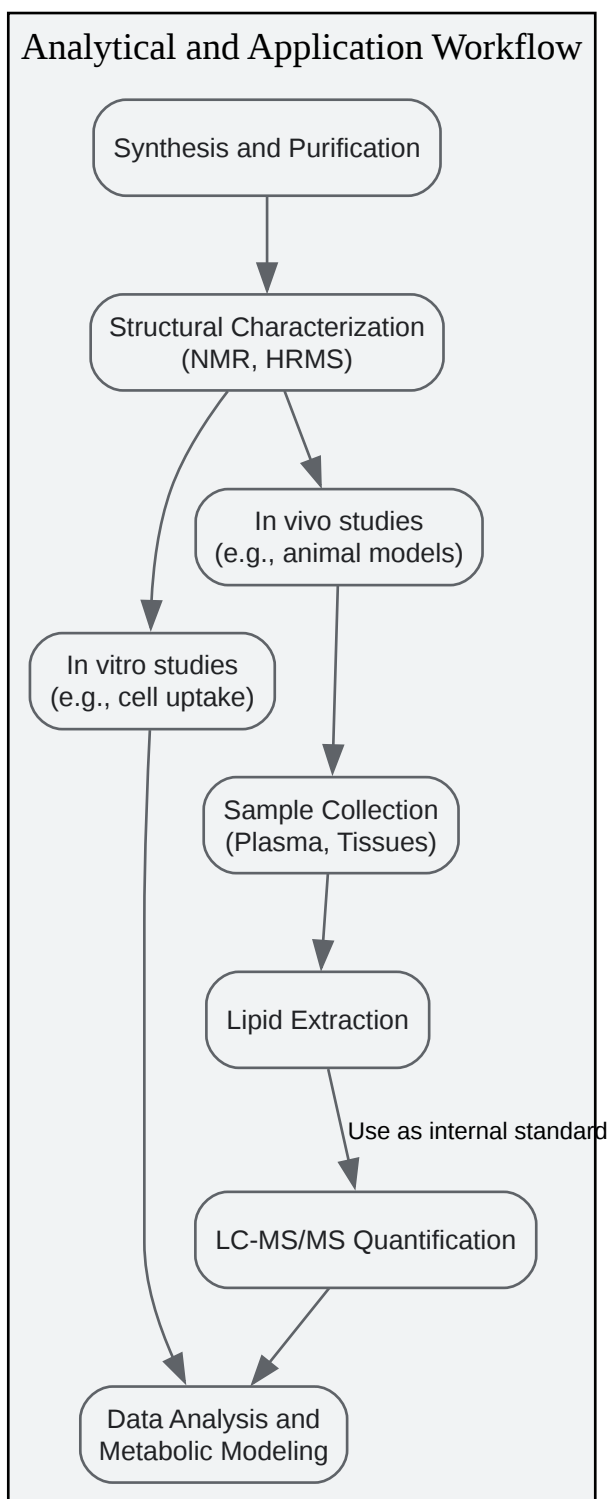 Analytical and Application Workflow
Synthesis and Purification
Structural Characterization
(NMR, HRMS)
In vivo studies
(e.g., animal models)
In vitro studies
(e.g., cell uptake)
Sample Collection
(Plasma, Tissues)
Lipid Extraction
Use as internal standard
LC-MS/MS Quantification
Data Analysis and
Metabolic Modeling